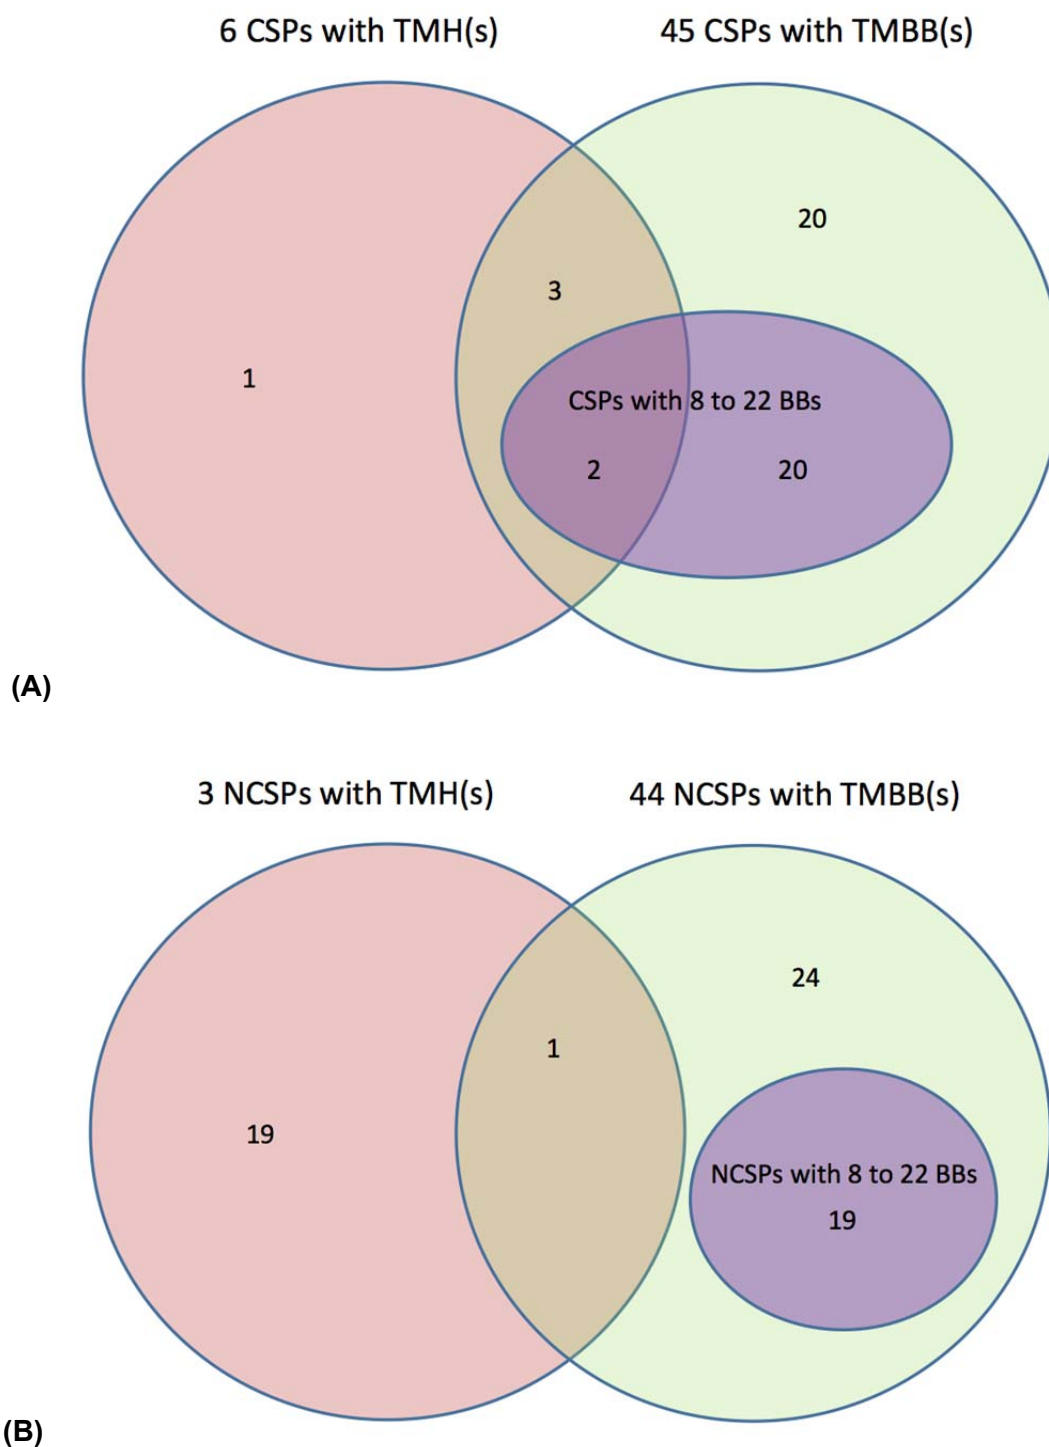 6 CSPs with TMH(s)
45 CSPs with TMBB(s)
20
3
1
CSPs with 8 to 22 BBs
2
20
(A)
3 NCSPs with TMH(s)
44 NCSPs with TMBB(s)
24
1
19
NCSPs with 8 to 22 BBs
19
(B)